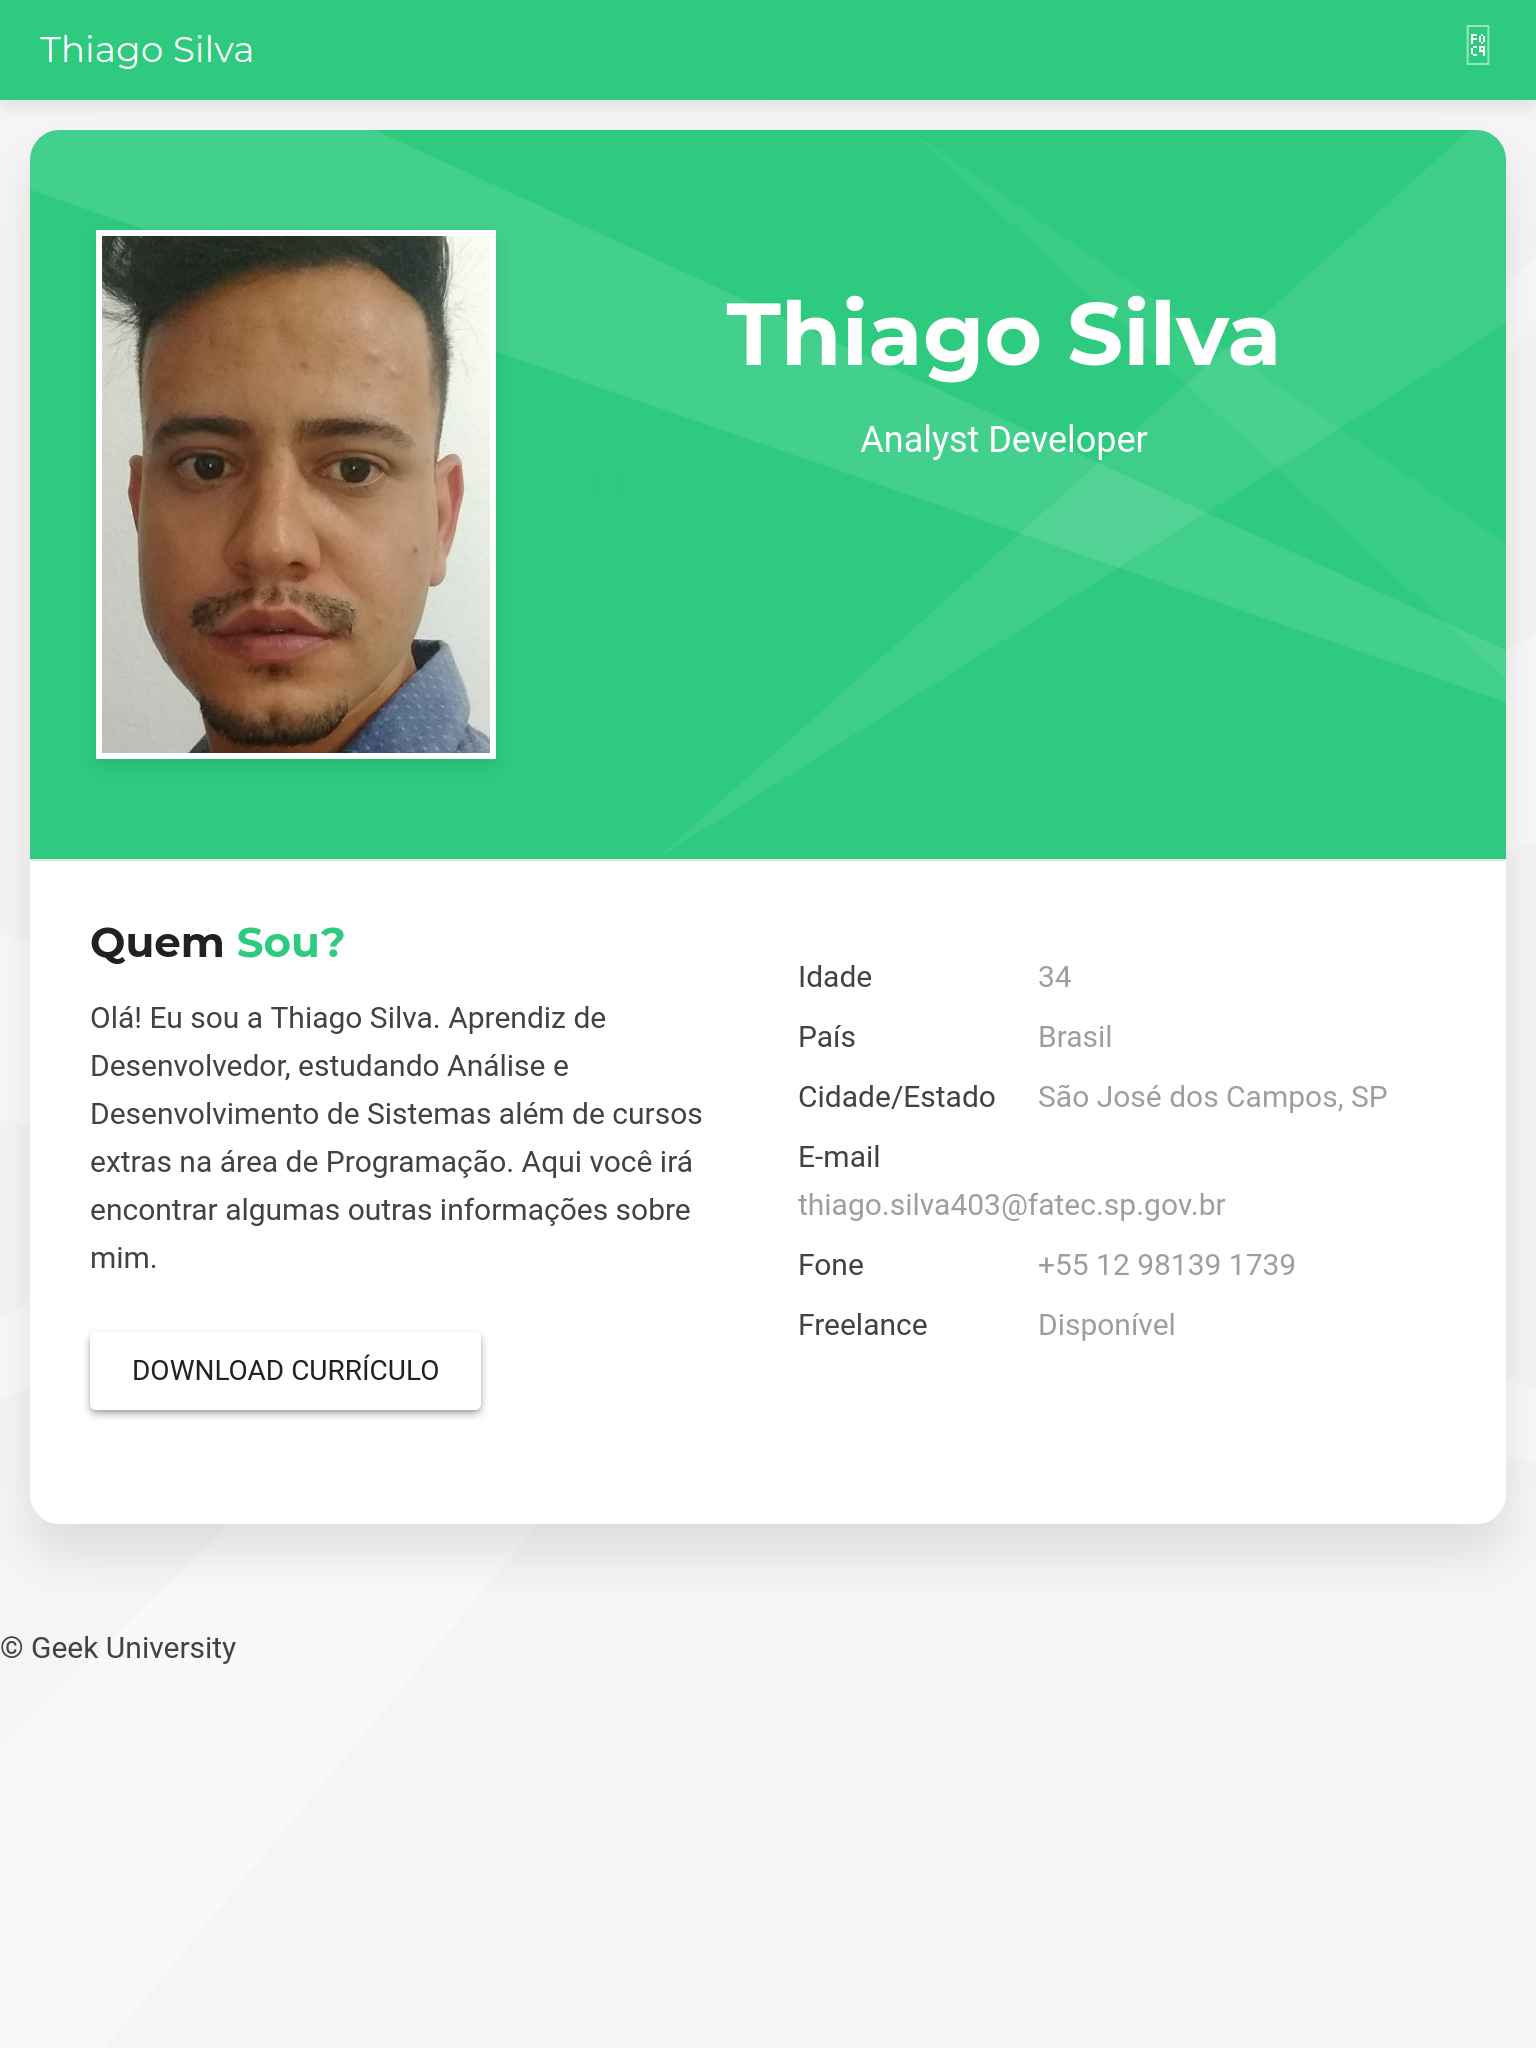 Thiago Silva
Thiago Silva
Analyst Developer
Quem Sou?
Olá! Eu sou a Thiago Silva. Aprendiz de
Desenvolvedor, estudando Análise e
Desenvolvimento de Sistemas além de cursos
extras na área de Programação. Aqui você irá
encontrar algumas outras informações sobre
mim.
DOWNLOAD CURRÍCULO
Idade 34
País Brasil
Cidade/Estado São José dos Campos, SP
E-mail
thiago.silva403@fatec.sp.gov.br
Fone +55 12 98139 1739
Freelance Disponível
© Geek University